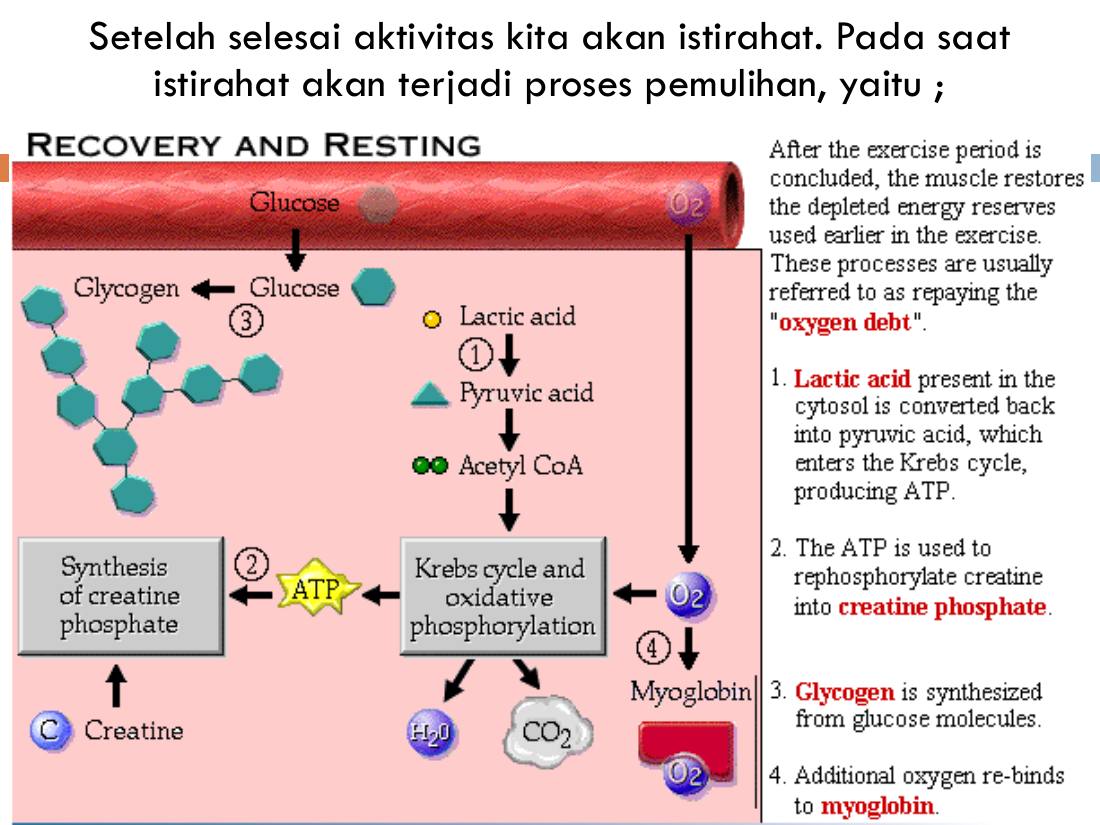 Setelah selesai aktivitas kita akan istirahat. Pada saat
istirahat akan terjadi proses pemulihan, yaitu ;
RECOVERY AND RESTING
Glucose
O2
Glycogen
Glucose
3
Lactic acid
1
Pyruvic acid
Acetyl CoA
Synthesis
of creatine
phosphate
2
ATP
Krebs cycle and
oxidative
phosphorylation
O2
4
Myoglobin
C
Creatine
H2O
CO2
O2
After the exercise period is
concluded, the muscle restores
the depleted energy reserves
used earlier in the exercise.
These processes are usually
referred to as repaying the
"oxygen debt".
1. Lactic acid present in the
cytosol is converted back
into pyruvic acid, which
enters the Krebs cycle,
producing ATP.
2. The ATP is used to
rephosphorylate creatine
into creatine phosphate.
3. Glycogen is synthesized
from glucose molecules.
4. Additional oxygen re-binds
to myoglobin.